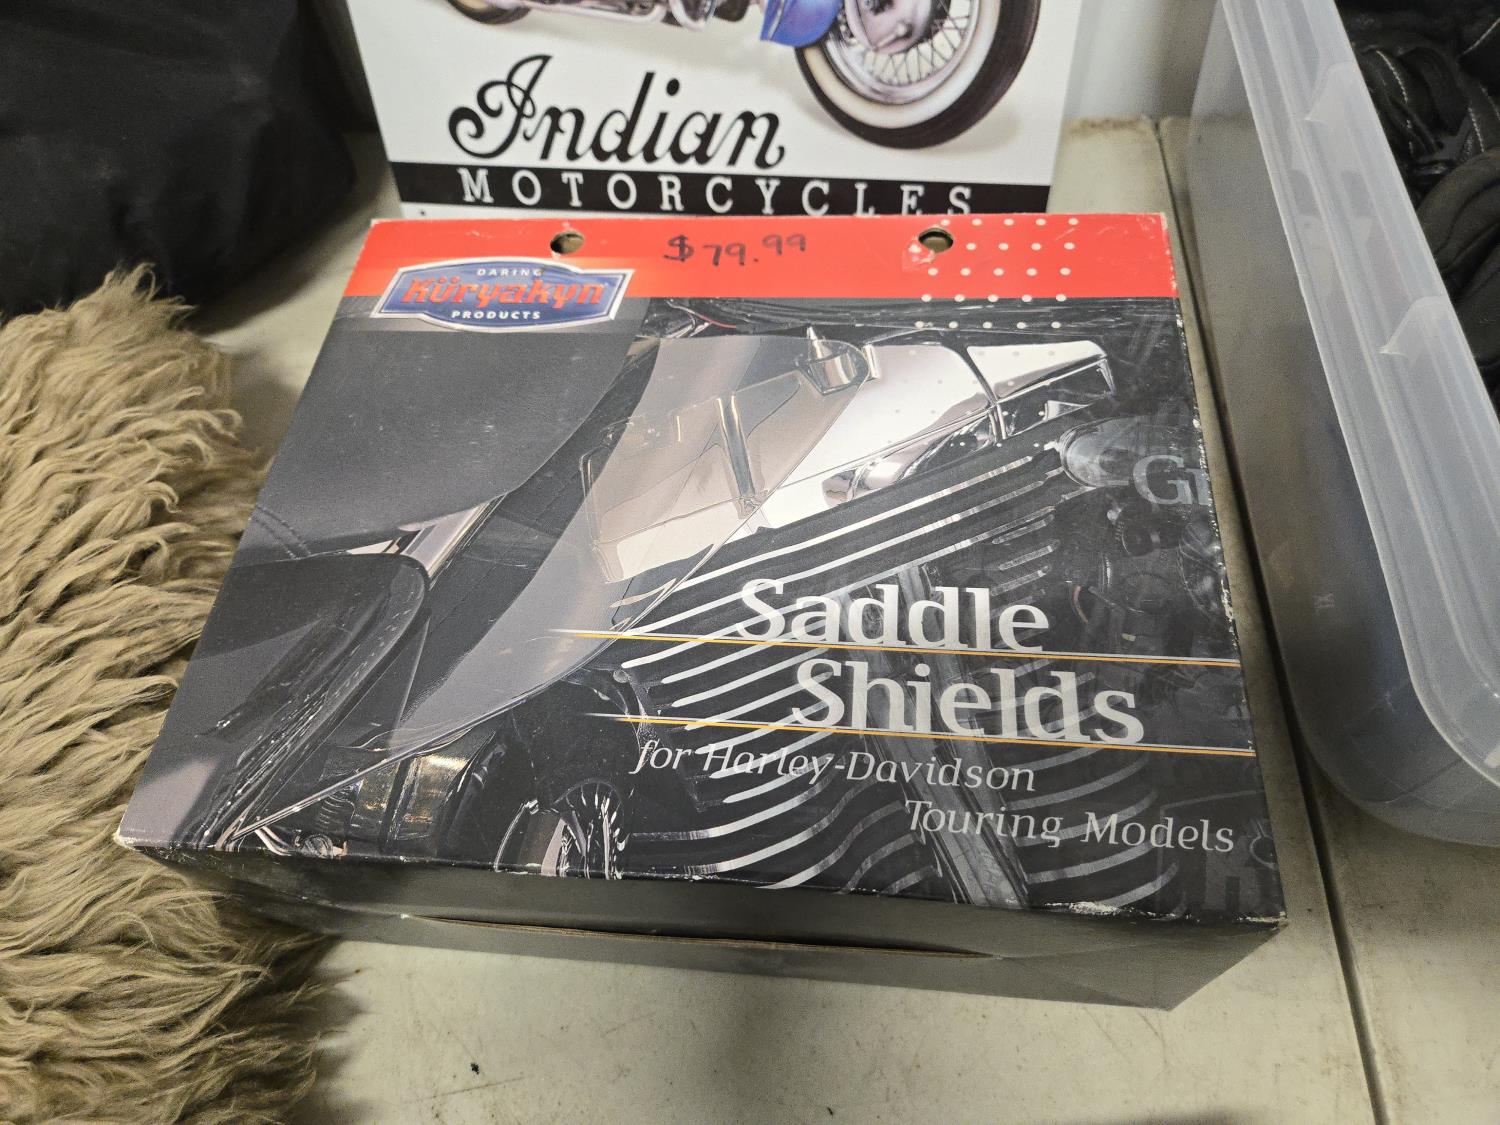 Indian
MOTORCYCLES
$79.99
DARING
Küryakyn
PRODUCTS
Saddle
Shields
for Harley-Davidson
Touring Models